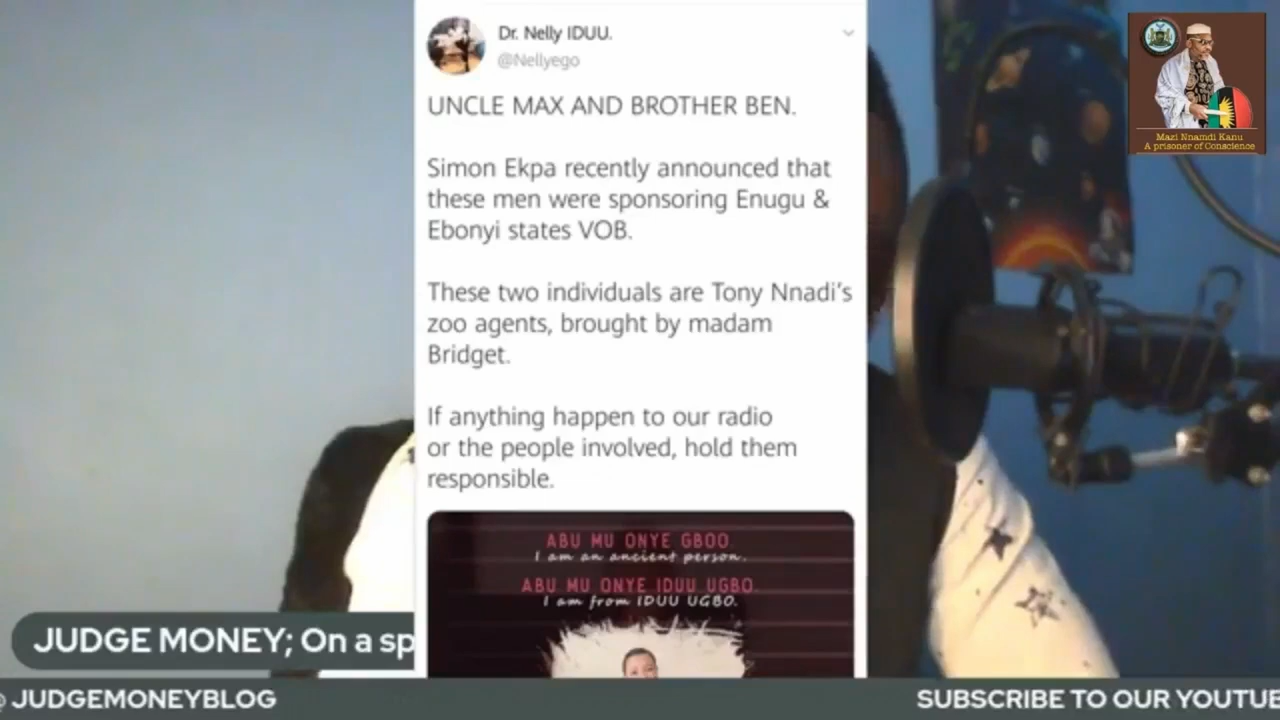 Dr. Nelly IDUU.
@Nellyego
UNCLE MAX AND BROTHER BEN.
Simon Ekpa recently announced that
these men were sponsoring Enugu &
Ebonyi states VOB.
These two individuals are Tony Nnadi's
zoo agents, brought by madam
Bridget.
If anything happen to our radio
or the people involved, hold them
responsible.
ABU MU ONYE GBOO.
I am an ancient person.
ABU MU ONYE IDUU UGBO.
I am from IDUU UGBO.
Mazi Nnamdi Kanu
A prisoner of Conscience
JUDGE MONEY; On a sp
JUDGEMONEYBLOG
SUBSCRIBE TO OUR YOUTUBE